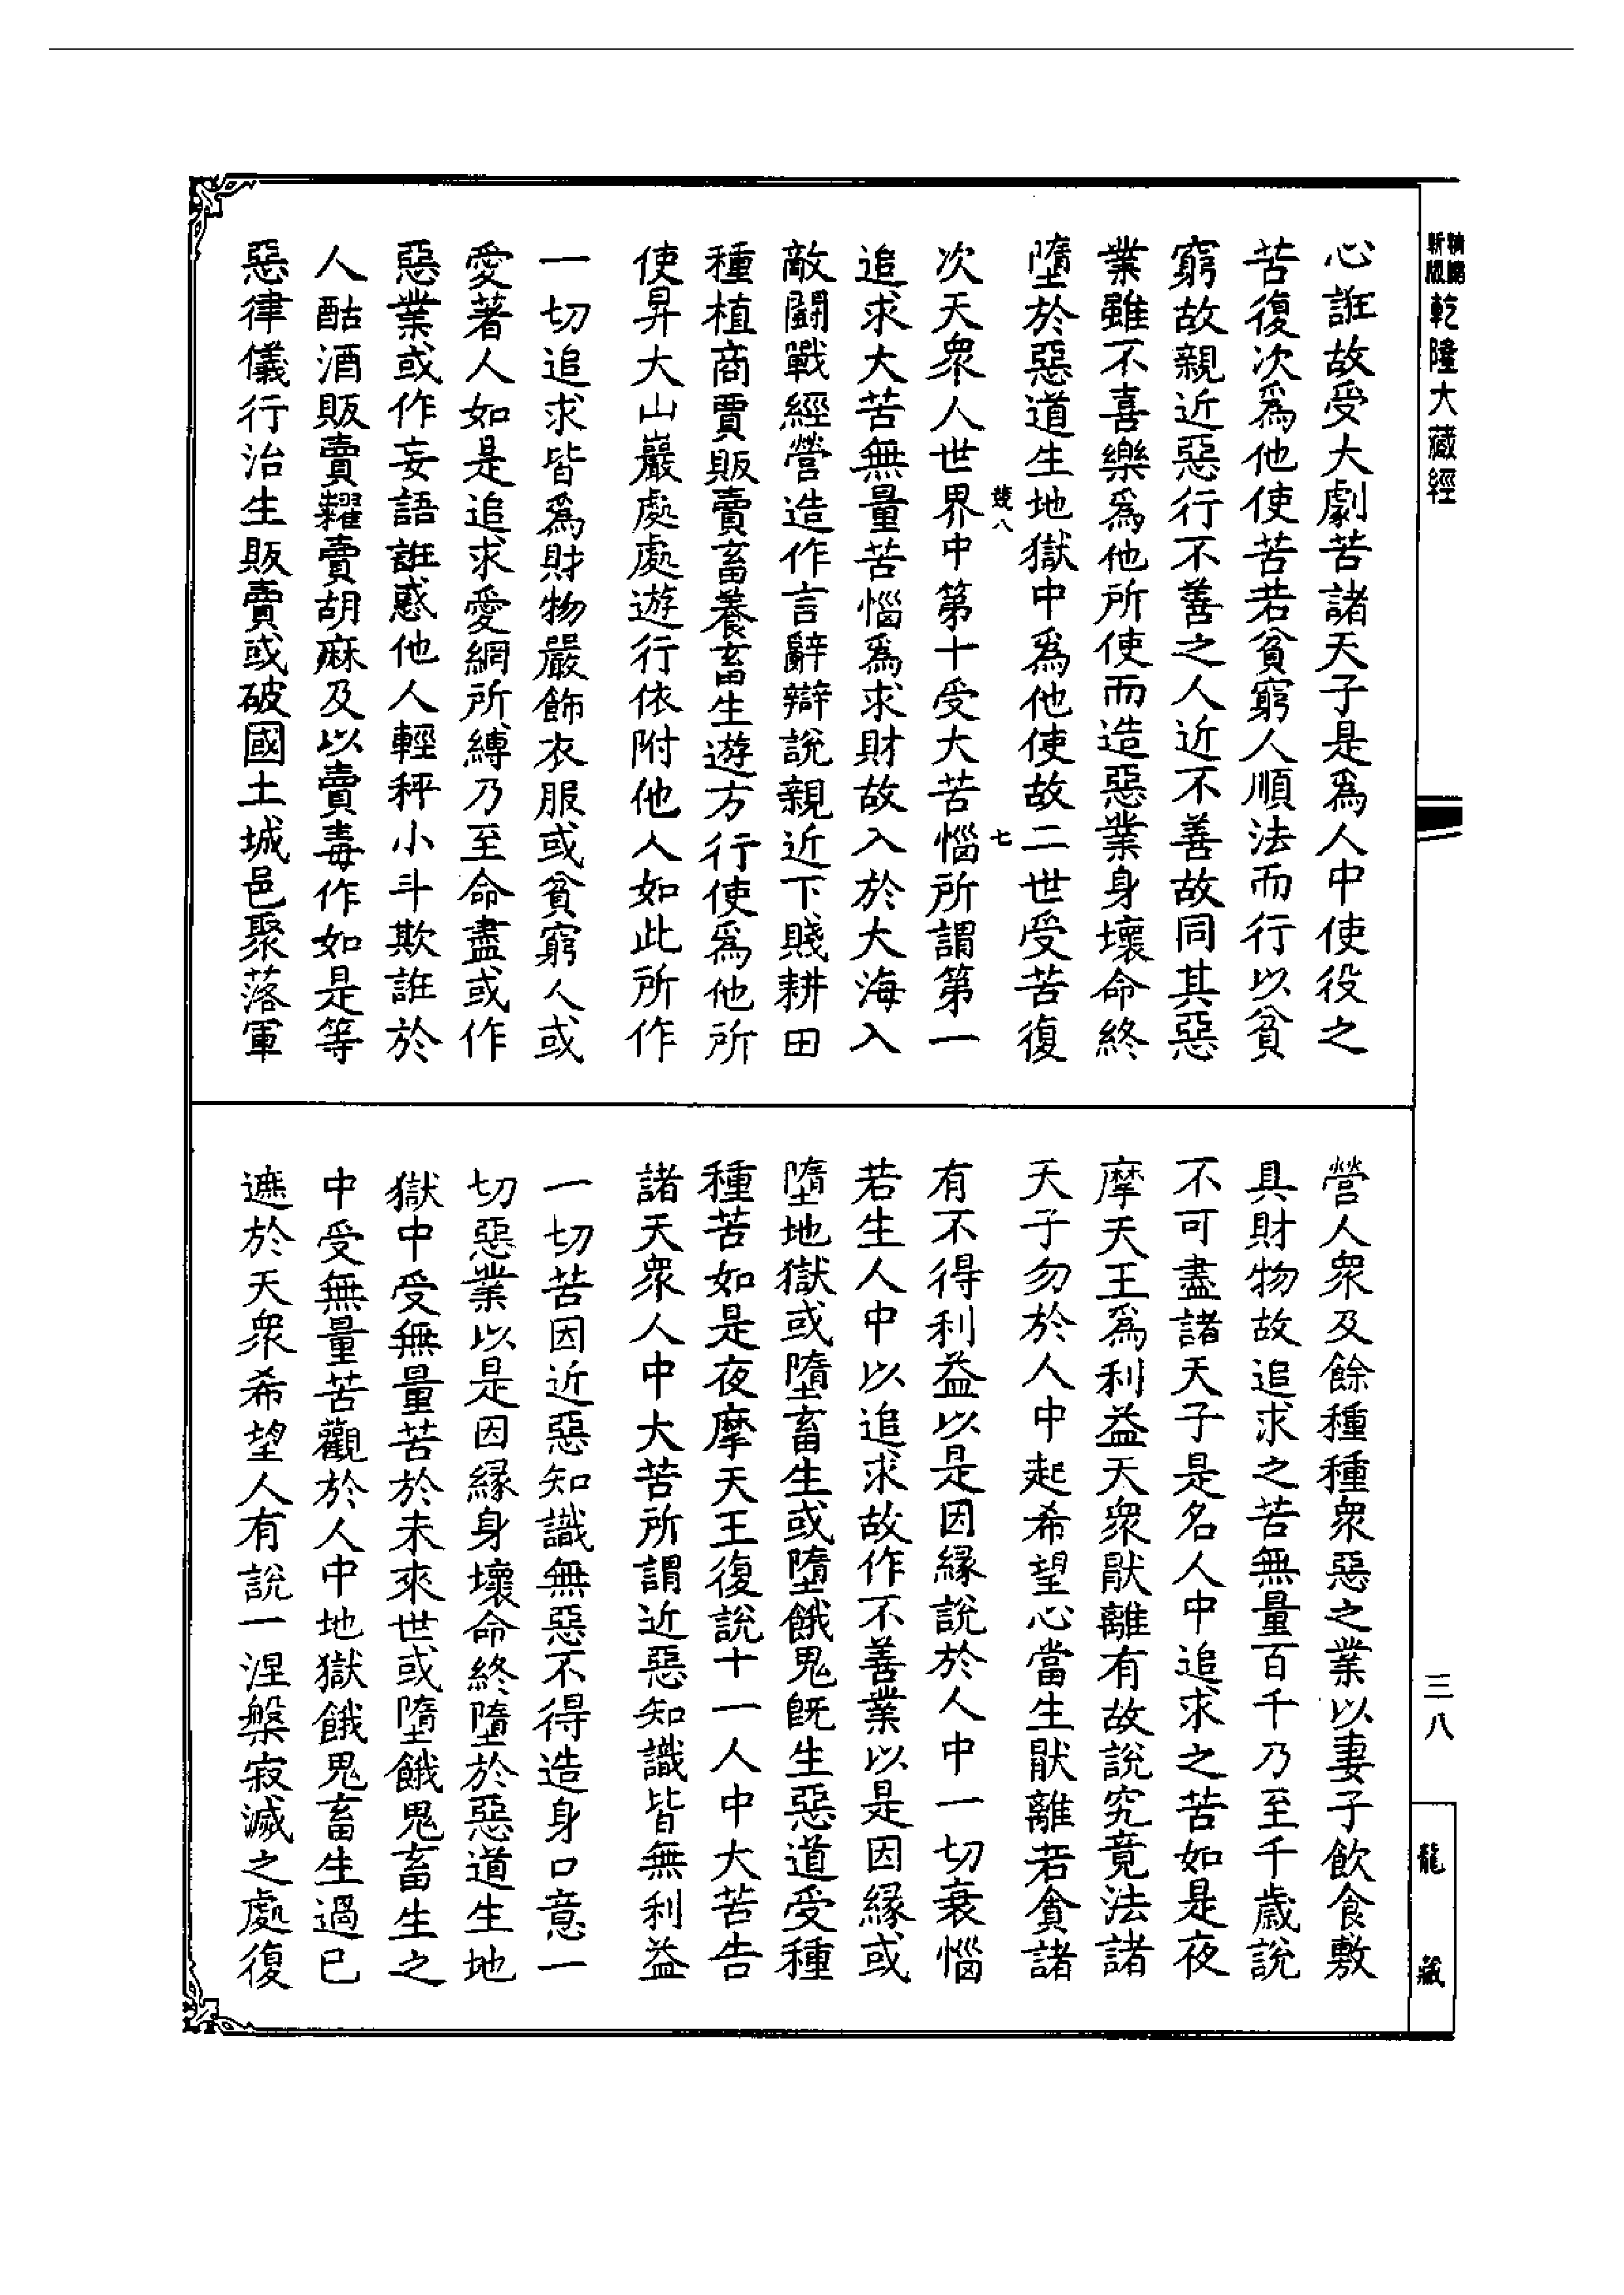 乾隆大藏經
心誑故受大劇苦諸天子是爲人中使役之
苦復次爲他使苦若貧窮人順法而行以貧
窮故親近惡行不善之人近不善故同其惡
業雖不喜樂爲他所使而造惡業身壞命終
墮於惡道生地獄中爲他使故二世受苦復
八 七
次天衆人世界中第十受大苦惱所謂第一
追求大苦無量苦惱爲求財故入於大海入
敵鬪戰經營造作言辭辯說親近下賤耕田
種植商賈販賣畜養畜生遊方行使爲他所
使昇大山巖處處遊行依附他人如此所作
一切追求皆爲財物嚴飾衣服或貧窮人或
愛著人如是追求愛網所縛乃至命盡或作
惡業或作妄語誑惑他人輕秤小斗欺誑於
人酤酒販賣糶賣胡麻及以賣毒作如是等
惡律儀行治生販賣或破國土城邑聚落軍
營人衆及餘種種衆惡之業以妻子飲食敷
具財物故追求之苦無量百千乃至千歲說
不可盡諸天子是名人中追求之苦如是夜
摩天王爲利益天衆猒離有故說究竟法諸
天子勿於人中起希望心當生猒離若貪諸
有不得利益以是因緣說於人中一切衰惱
若生人中以追求故作不善業以是因緣或
墮地獄或墮畜生或墮餓鬼旣生惡道受種
種苦如是夜摩天王復說十一人中大苦告
諸天衆人中大苦所謂近惡知識皆無利益
一切苦因近惡知識無惡不得造身口意一
切惡業以是因緣身壞命終墮於惡道生地
獄中受無量苦於未來世或墮餓鬼畜生之
中受無量苦觀於人中地獄餓鬼畜生過已
遮於天衆希望人有說一涅槃寂滅之處復
三八
龍藏